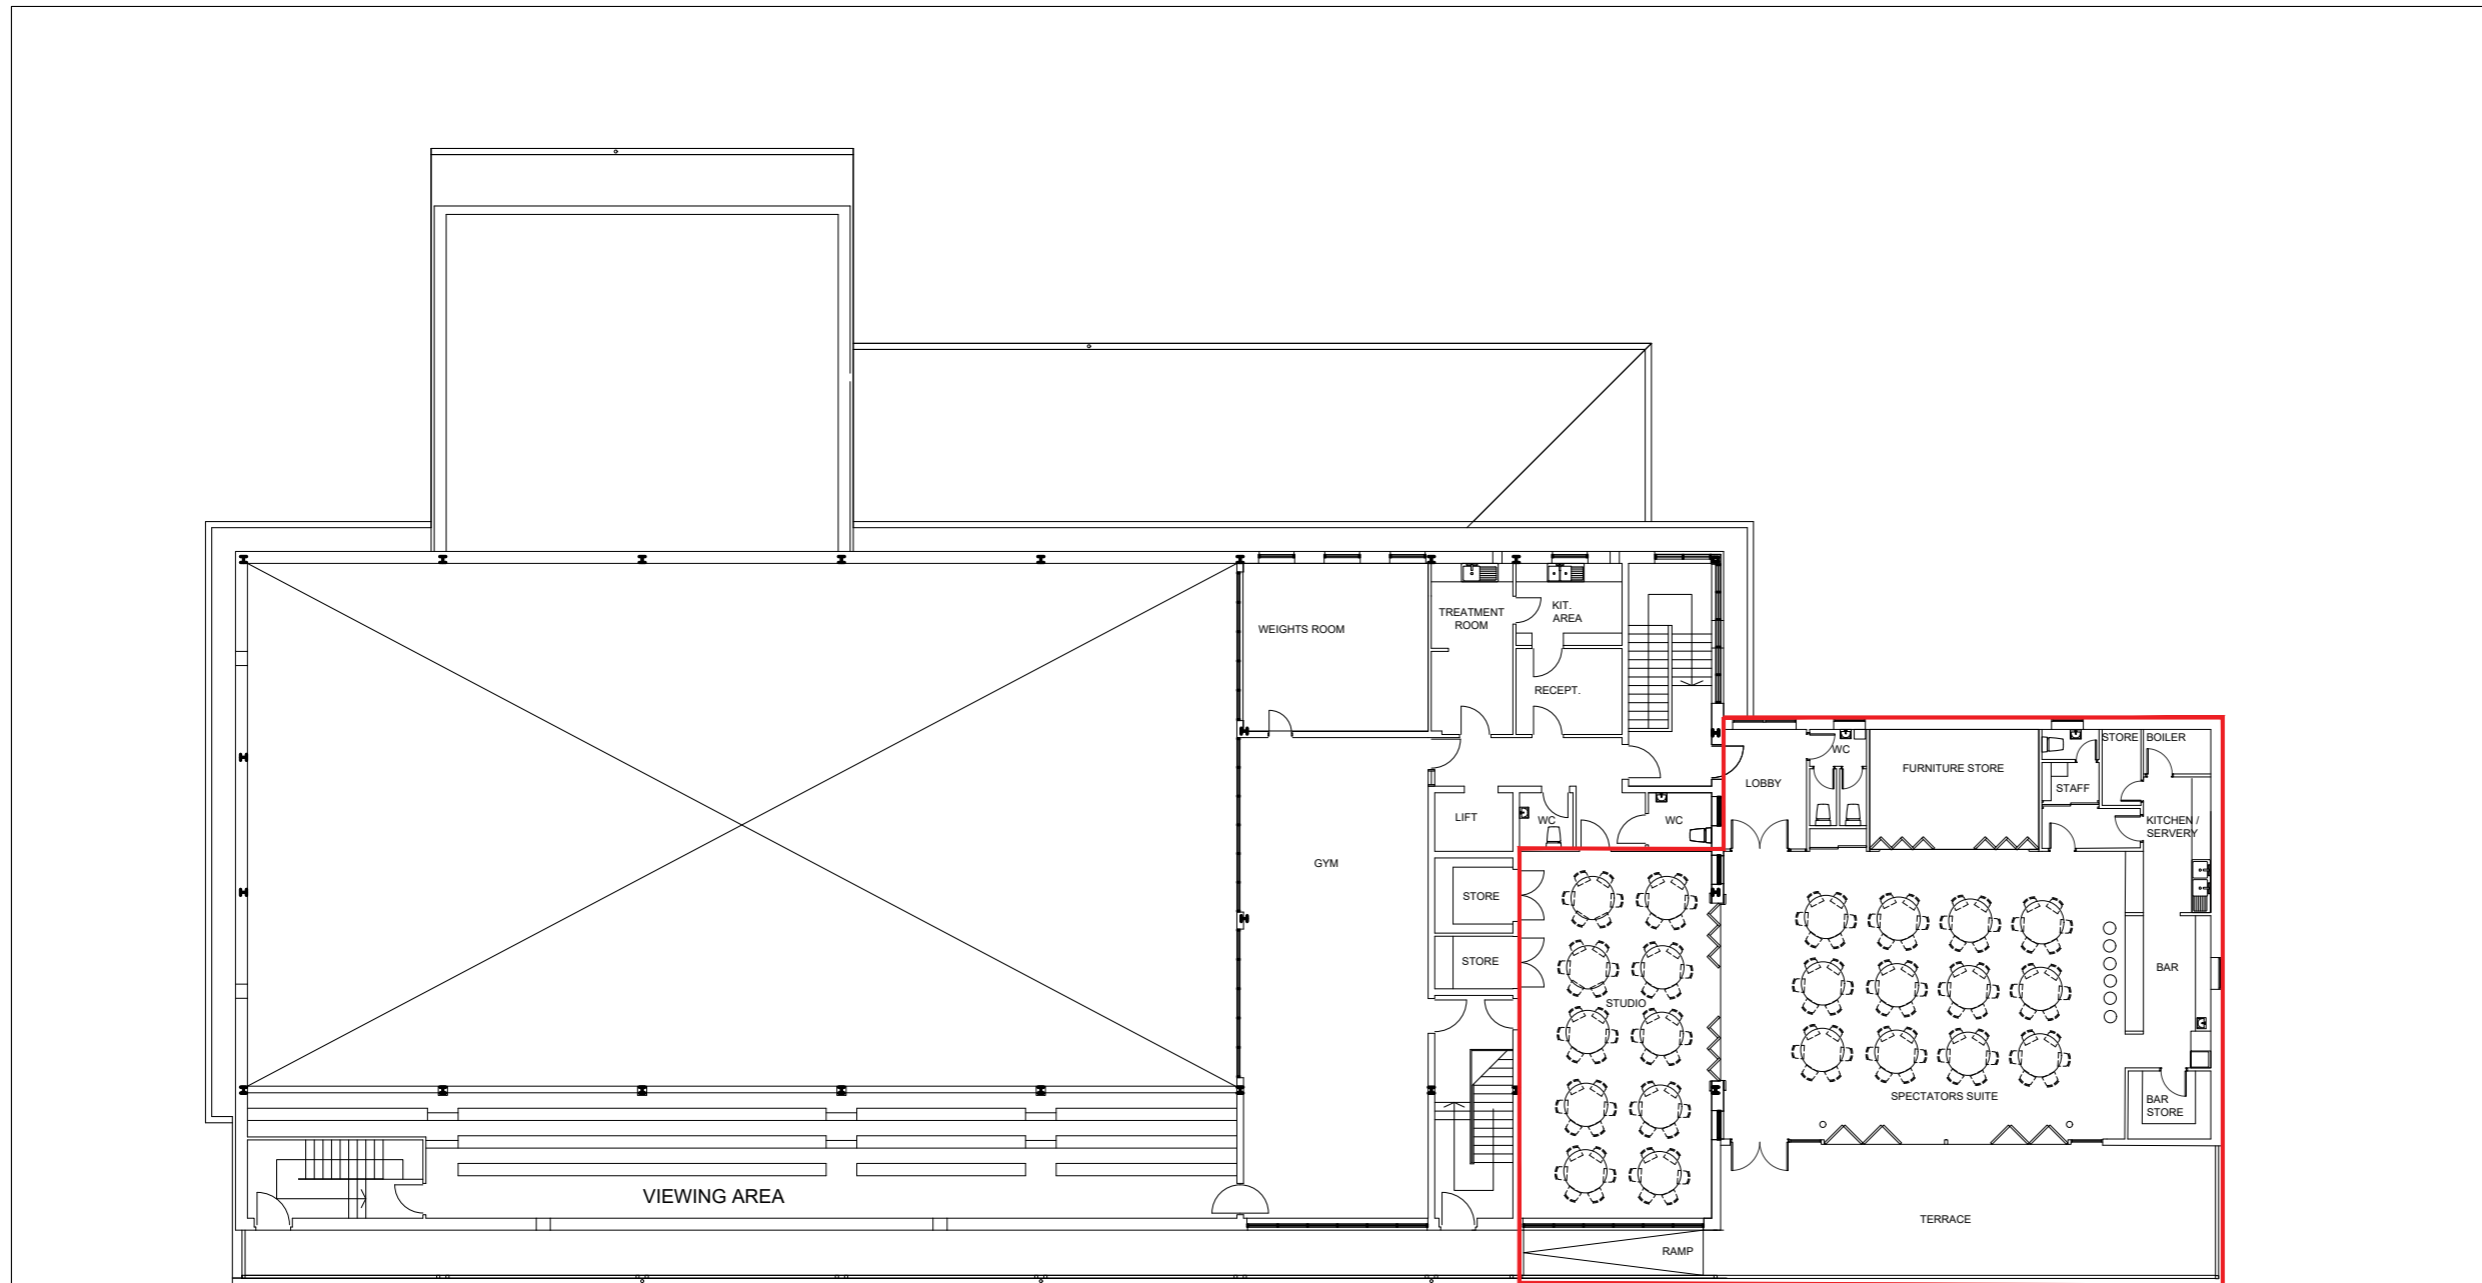 WEIGHTS ROOM
TREATMENT
ROOM
KIT.
AREA
RECEPT.
LOBBY
WC
FURNITURE STORE
STORE
BOILER
STAFF
KITCHEN /
SERVERY
LIFT
WC
WC
GYM
STORE
STORE
STUDIO
BAR
SPECTATORS SUITE
BAR
STORE
VIEWING AREA
TERRACE
RAMP